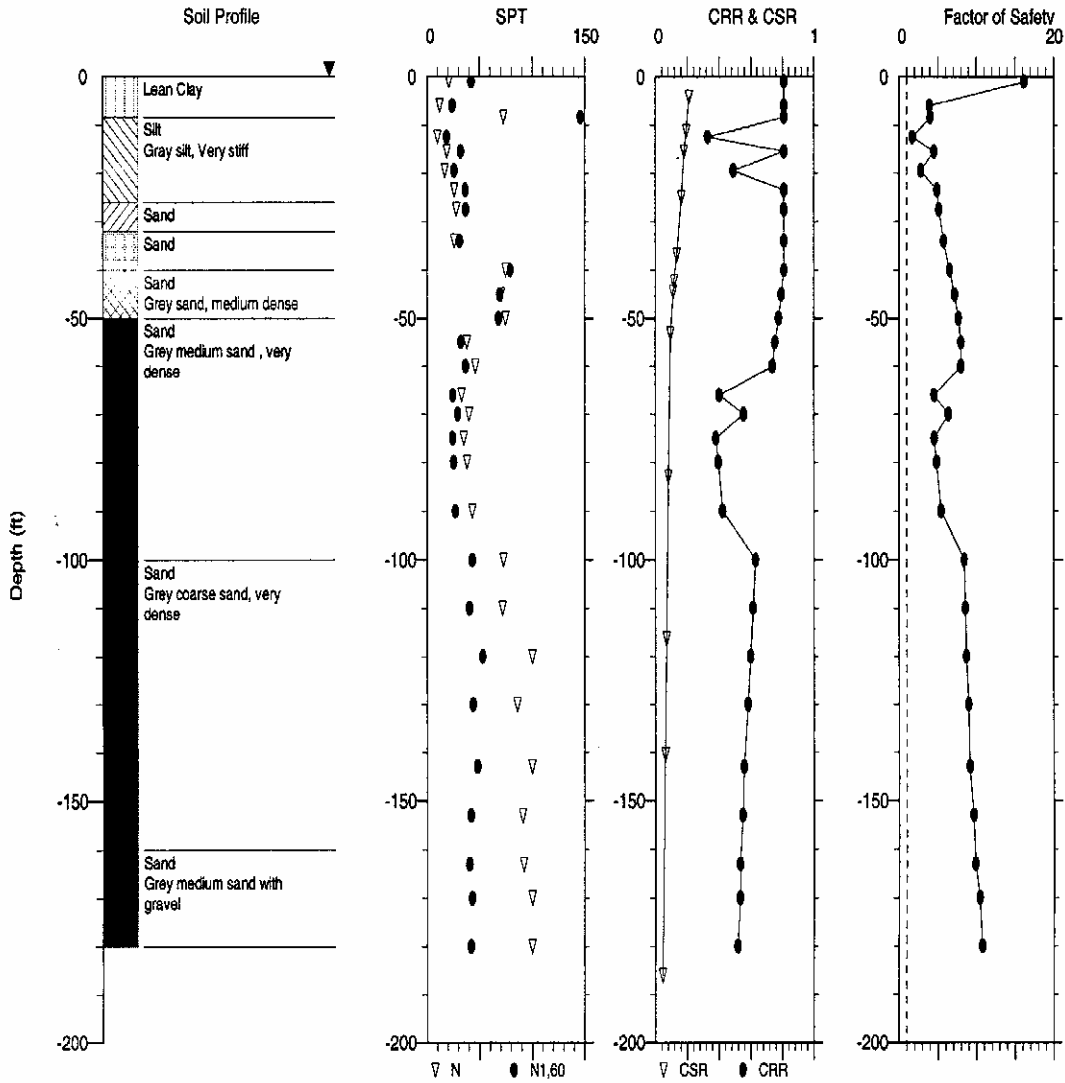 Soil Profile
SPT
CRR & CSR
Factor of Safety
0 150
0 1
0 20
0
-50
-100
-150
-200
Depth (ft)
Lean Clay
Silt
Gray silt, Very stiff
Sand
Sand
Sand
Grey sand, medium dense
Sand
Grey medium sand , very
dense
Sand
Grey coarse sand, very
dense
Sand
Grey medium sand with
gravel
0
-50
-100
-150
-200
N N1,60
0
-50
-100
-150
-200
CSR CRR
0
-50
-100
-150
-200